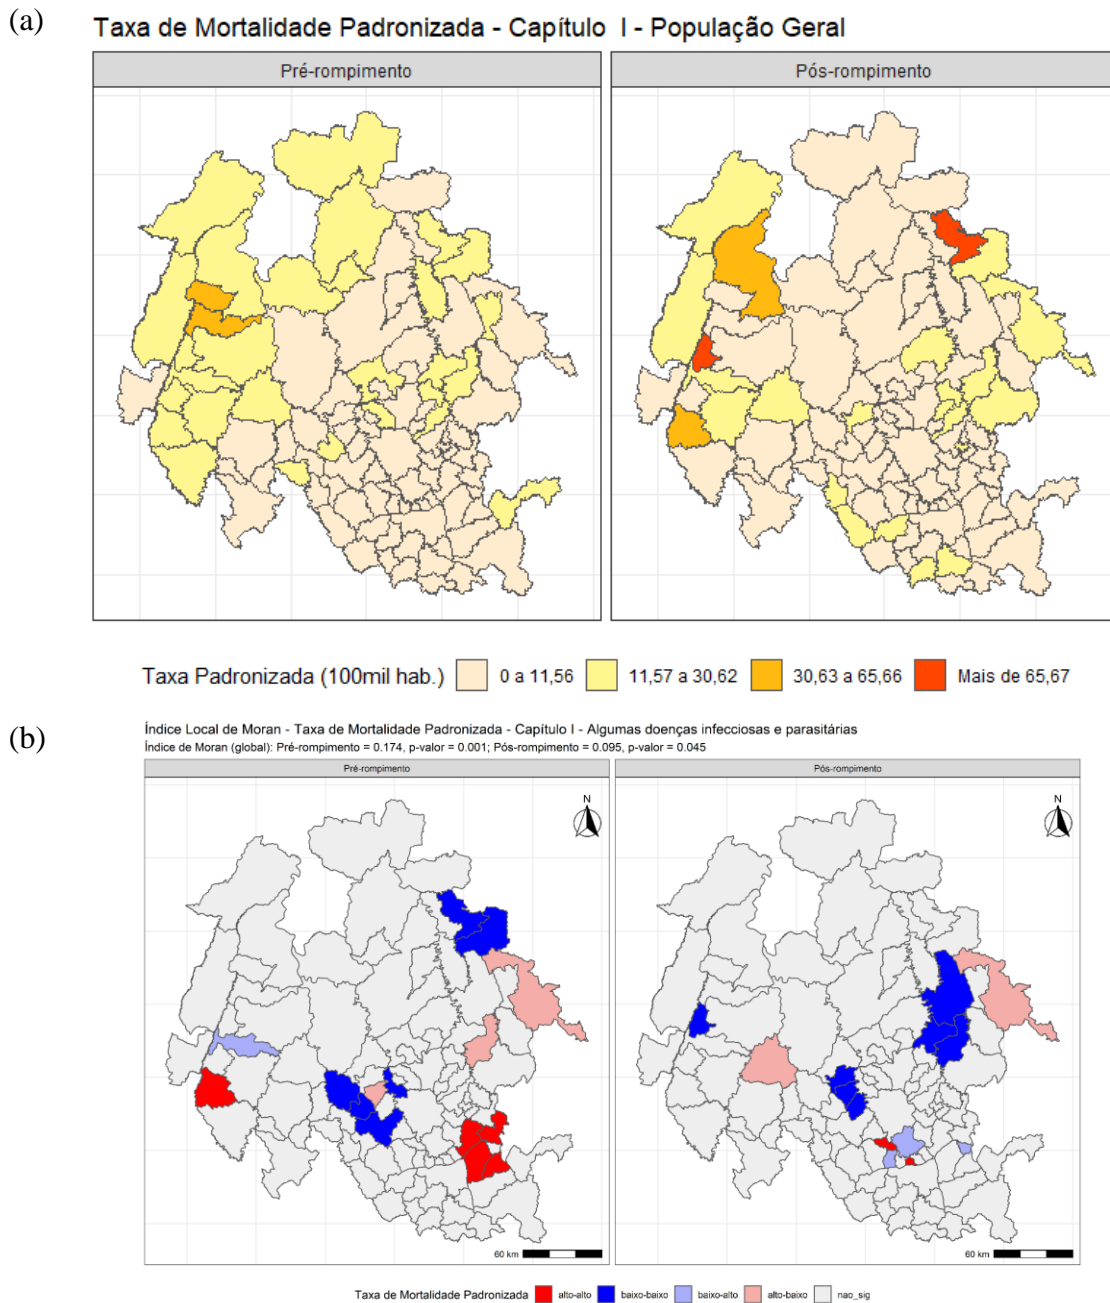 (a)
Taxa de Mortalidade Padronizada - Capítulo I - População Geral
Pré-rompimento
Pós-rompimento
Taxa Padronizada (100mil hab.) 0 a 11,56 11,57 a 30,62 30,63 a 65,66 Mais de 65,67
(b)
Índice Local de Moran - Taxa de Mortalidade Padronizada - Capítulo I - Algumas doenças infecciosas e parasitárias
Índice de Moran (global): Pré-rompimento = 0.174, p-valor = 0.001; Pós-rompimento = 0.095, p-valor = 0.045
Pré-rompimento
Pós-rompimento
N
N
60 km
60 km
Taxa de Mortalidade Padronizada alto-alto baixo-baixo baixo-alto alto-baixo nao_sig